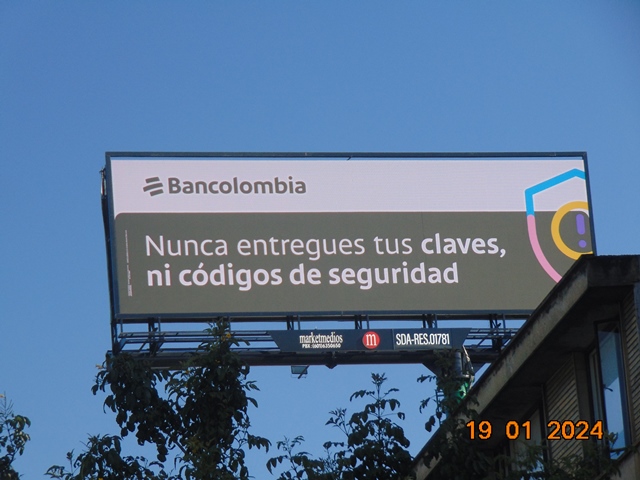 Bancolombia
Nunca entregues tus claves,
ni códigos de seguridad
marketmedios
m
SDA-RES.01781
19 01 2024